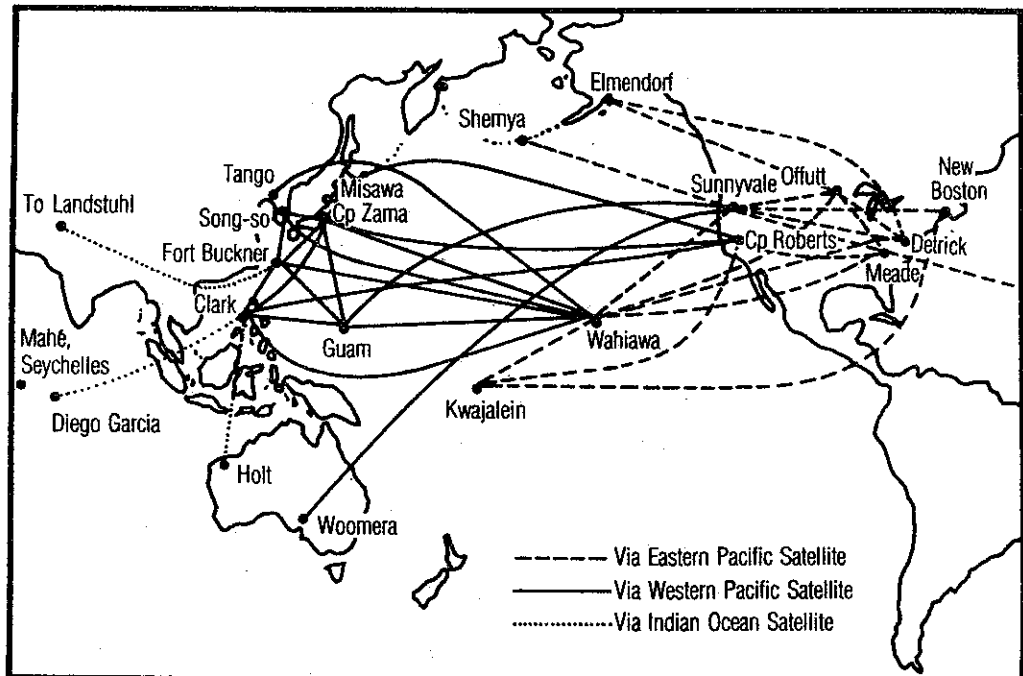 Elmendorf
Shemya
Tango
Misawa
Sunnyvale
Offutt
New
Boston
To Landstuhl
Song-so
Cp Zama
Fort Buckner
Cp Roberts
Detrick
Meade
Clark
Mahé,
Seychelles
Guam
Wahiawa
Diego Garcia
Kwajalein
Holt
Woomera
Via Eastern Pacific Satellite
Via Western Pacific Satellite
Via Indian Ocean Satellite